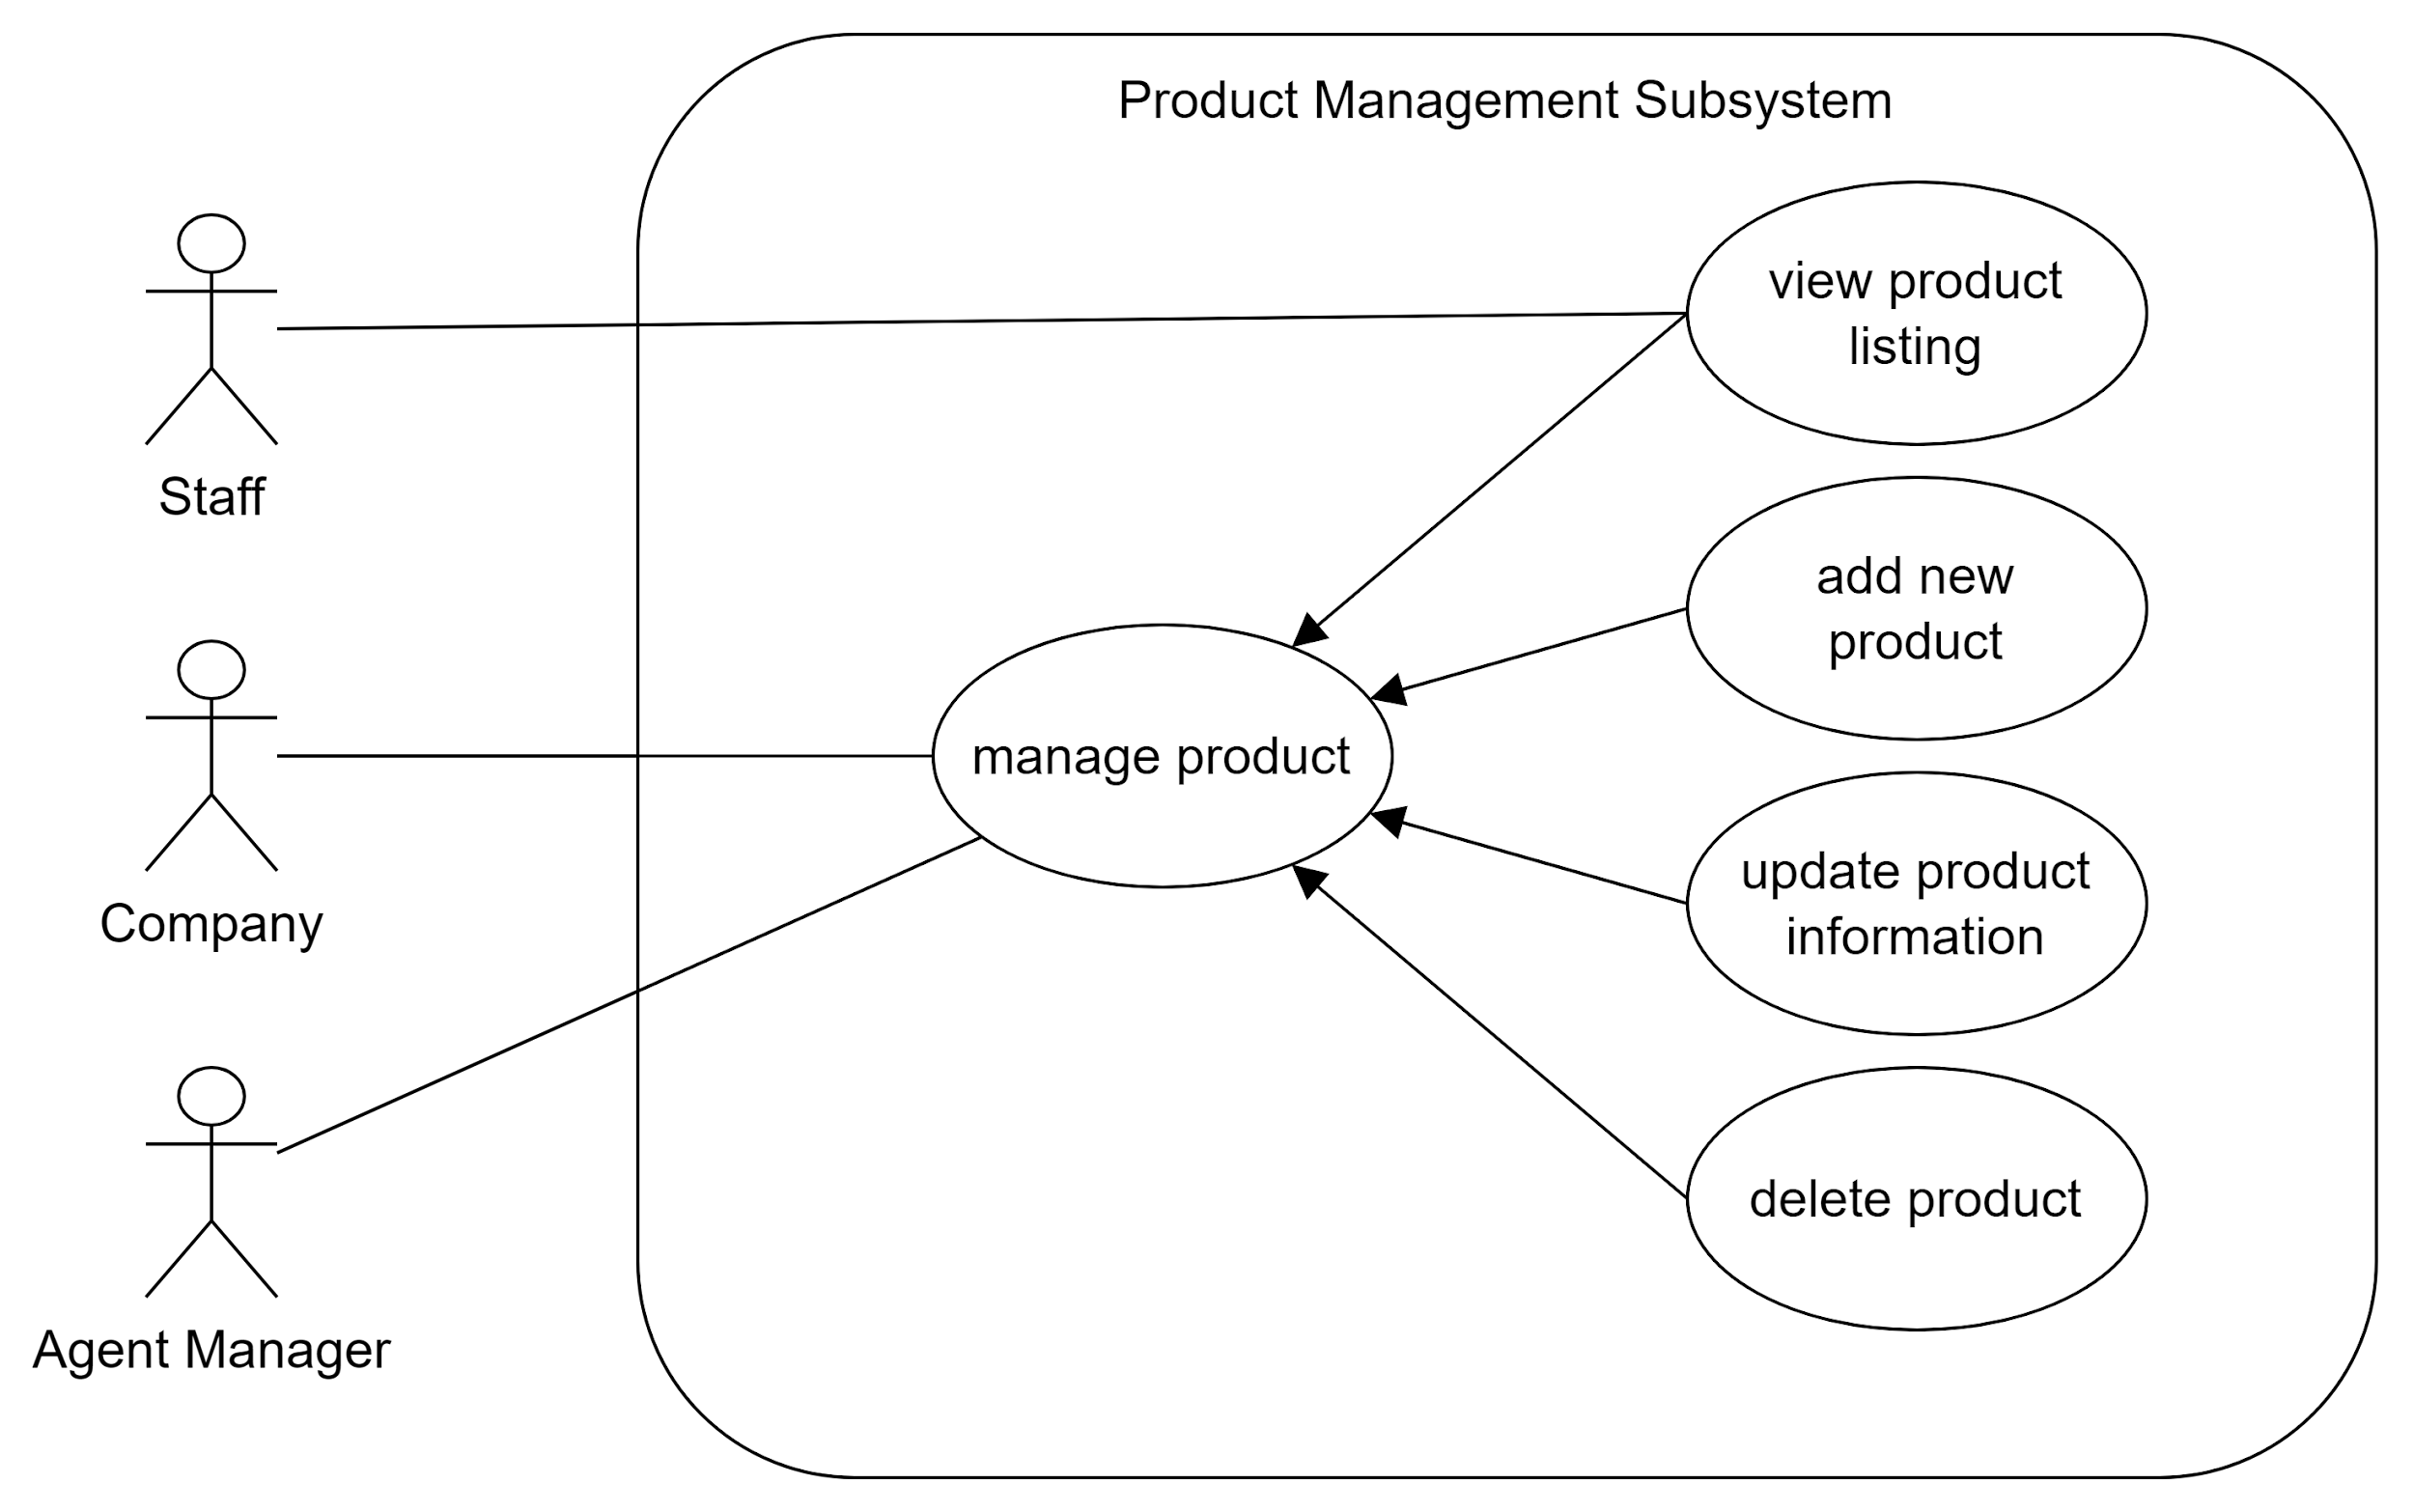 Product Management Subsystem
view product
listing
Staff
add new
product
manage product
update product
information
Company
delete product
Agent Manager